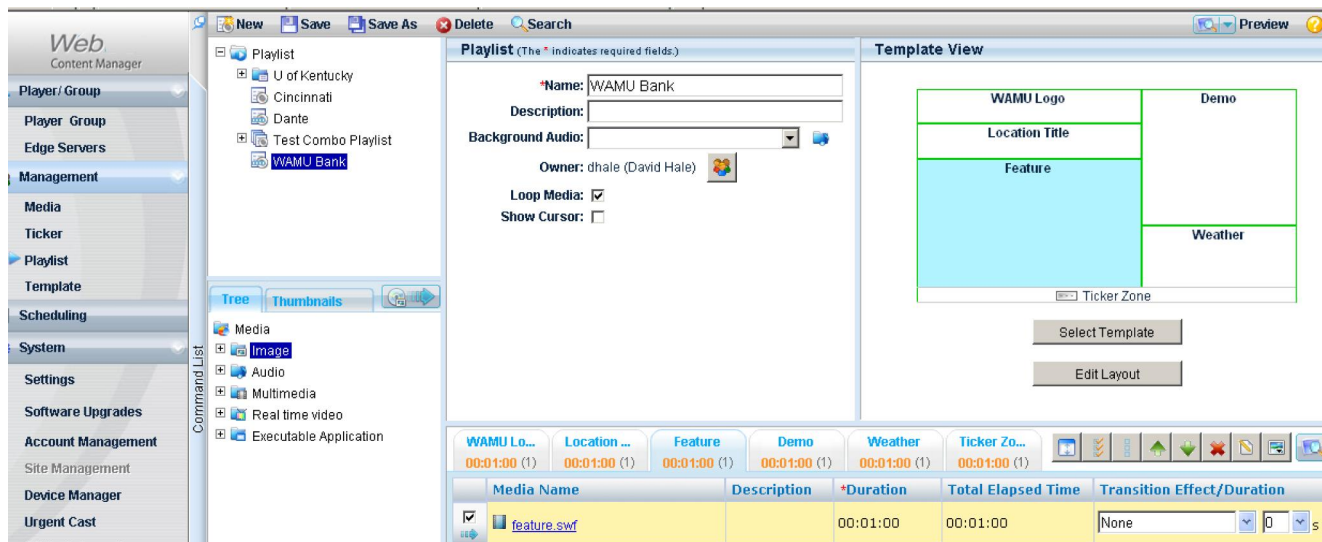 New Save Save As Delete Search Preview
Web
Content Manager
Player/Group
Player Group
Edge Servers
Management
Media
Ticker
Playlist
Template
Scheduling
System
Settings
Software Upgrades
Account Management
Site Management
Device Manager
Urgent Cast
Command List
Playlist
U of Kentucky
Cincinnati
Dante
Test Combo Playlist
WAMU Bank
Tree Thumbnails
Media
Image
Audio
Multimedia
Real time video
Executable Application
Playlist (The * indicates required fields.)
*Name: WAMU Bank
Description:
Background Audio:
Owner: dhale (David Hale)
Loop Media:
Show Cursor:
Template View
WAMU Logo
Demo
Location Title
Feature
Weather
Ticker Zone
Select Template
Edit Layout
WAMU Lo... Location ... Feature Demo Weather Ticker Zo...
00:01:00 (1) 00:01:00 (1) 00:01:00 (1) 00:01:00 (1) 00:01:00 (1) 00:01:00 (1)
Media Name Description *Duration Total Elapsed Time Transition Effect/Duration
feature.swf 00:01:00 00:01:00 None 0 s